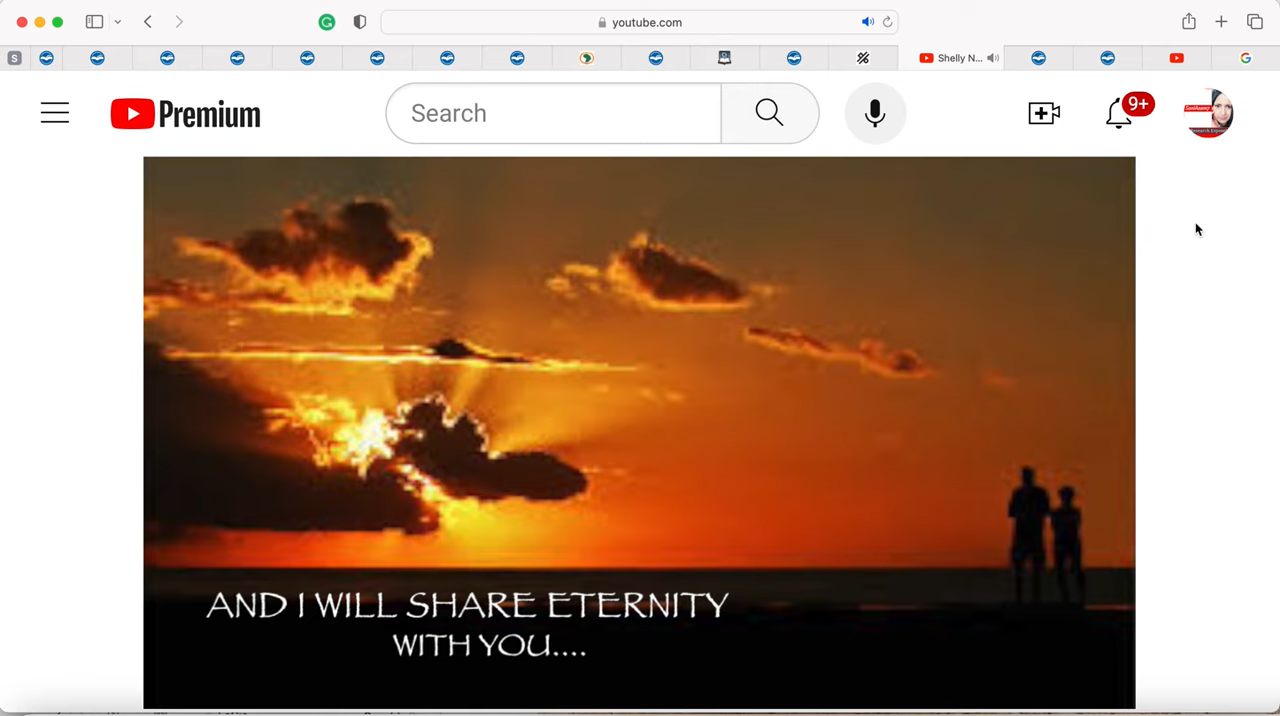 youtube.com
S
Shelly N...
Premium
Search
9+
AND I WILL SHARE ETERNITY
WITH YOU....